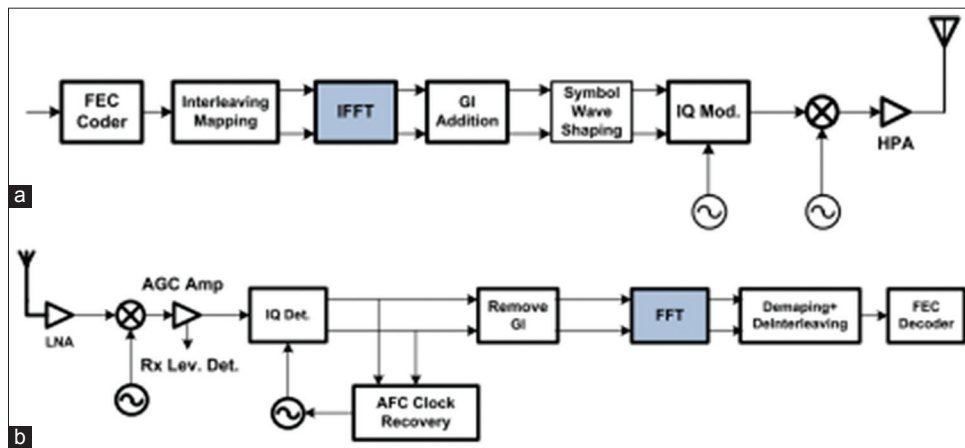 FEC
Coder
Interleaving
Mapping
IFFT
GI
Addition
Symbol
Wave
Shaping
IQ Mod.
HPA
a
LNA
AGC Amp
Rx Lev. Det.
IQ Det.
AFC Clock
Recovery
Remove
GI
FFT
Demaping+
DeInterleaving
FEC
Decoder
b